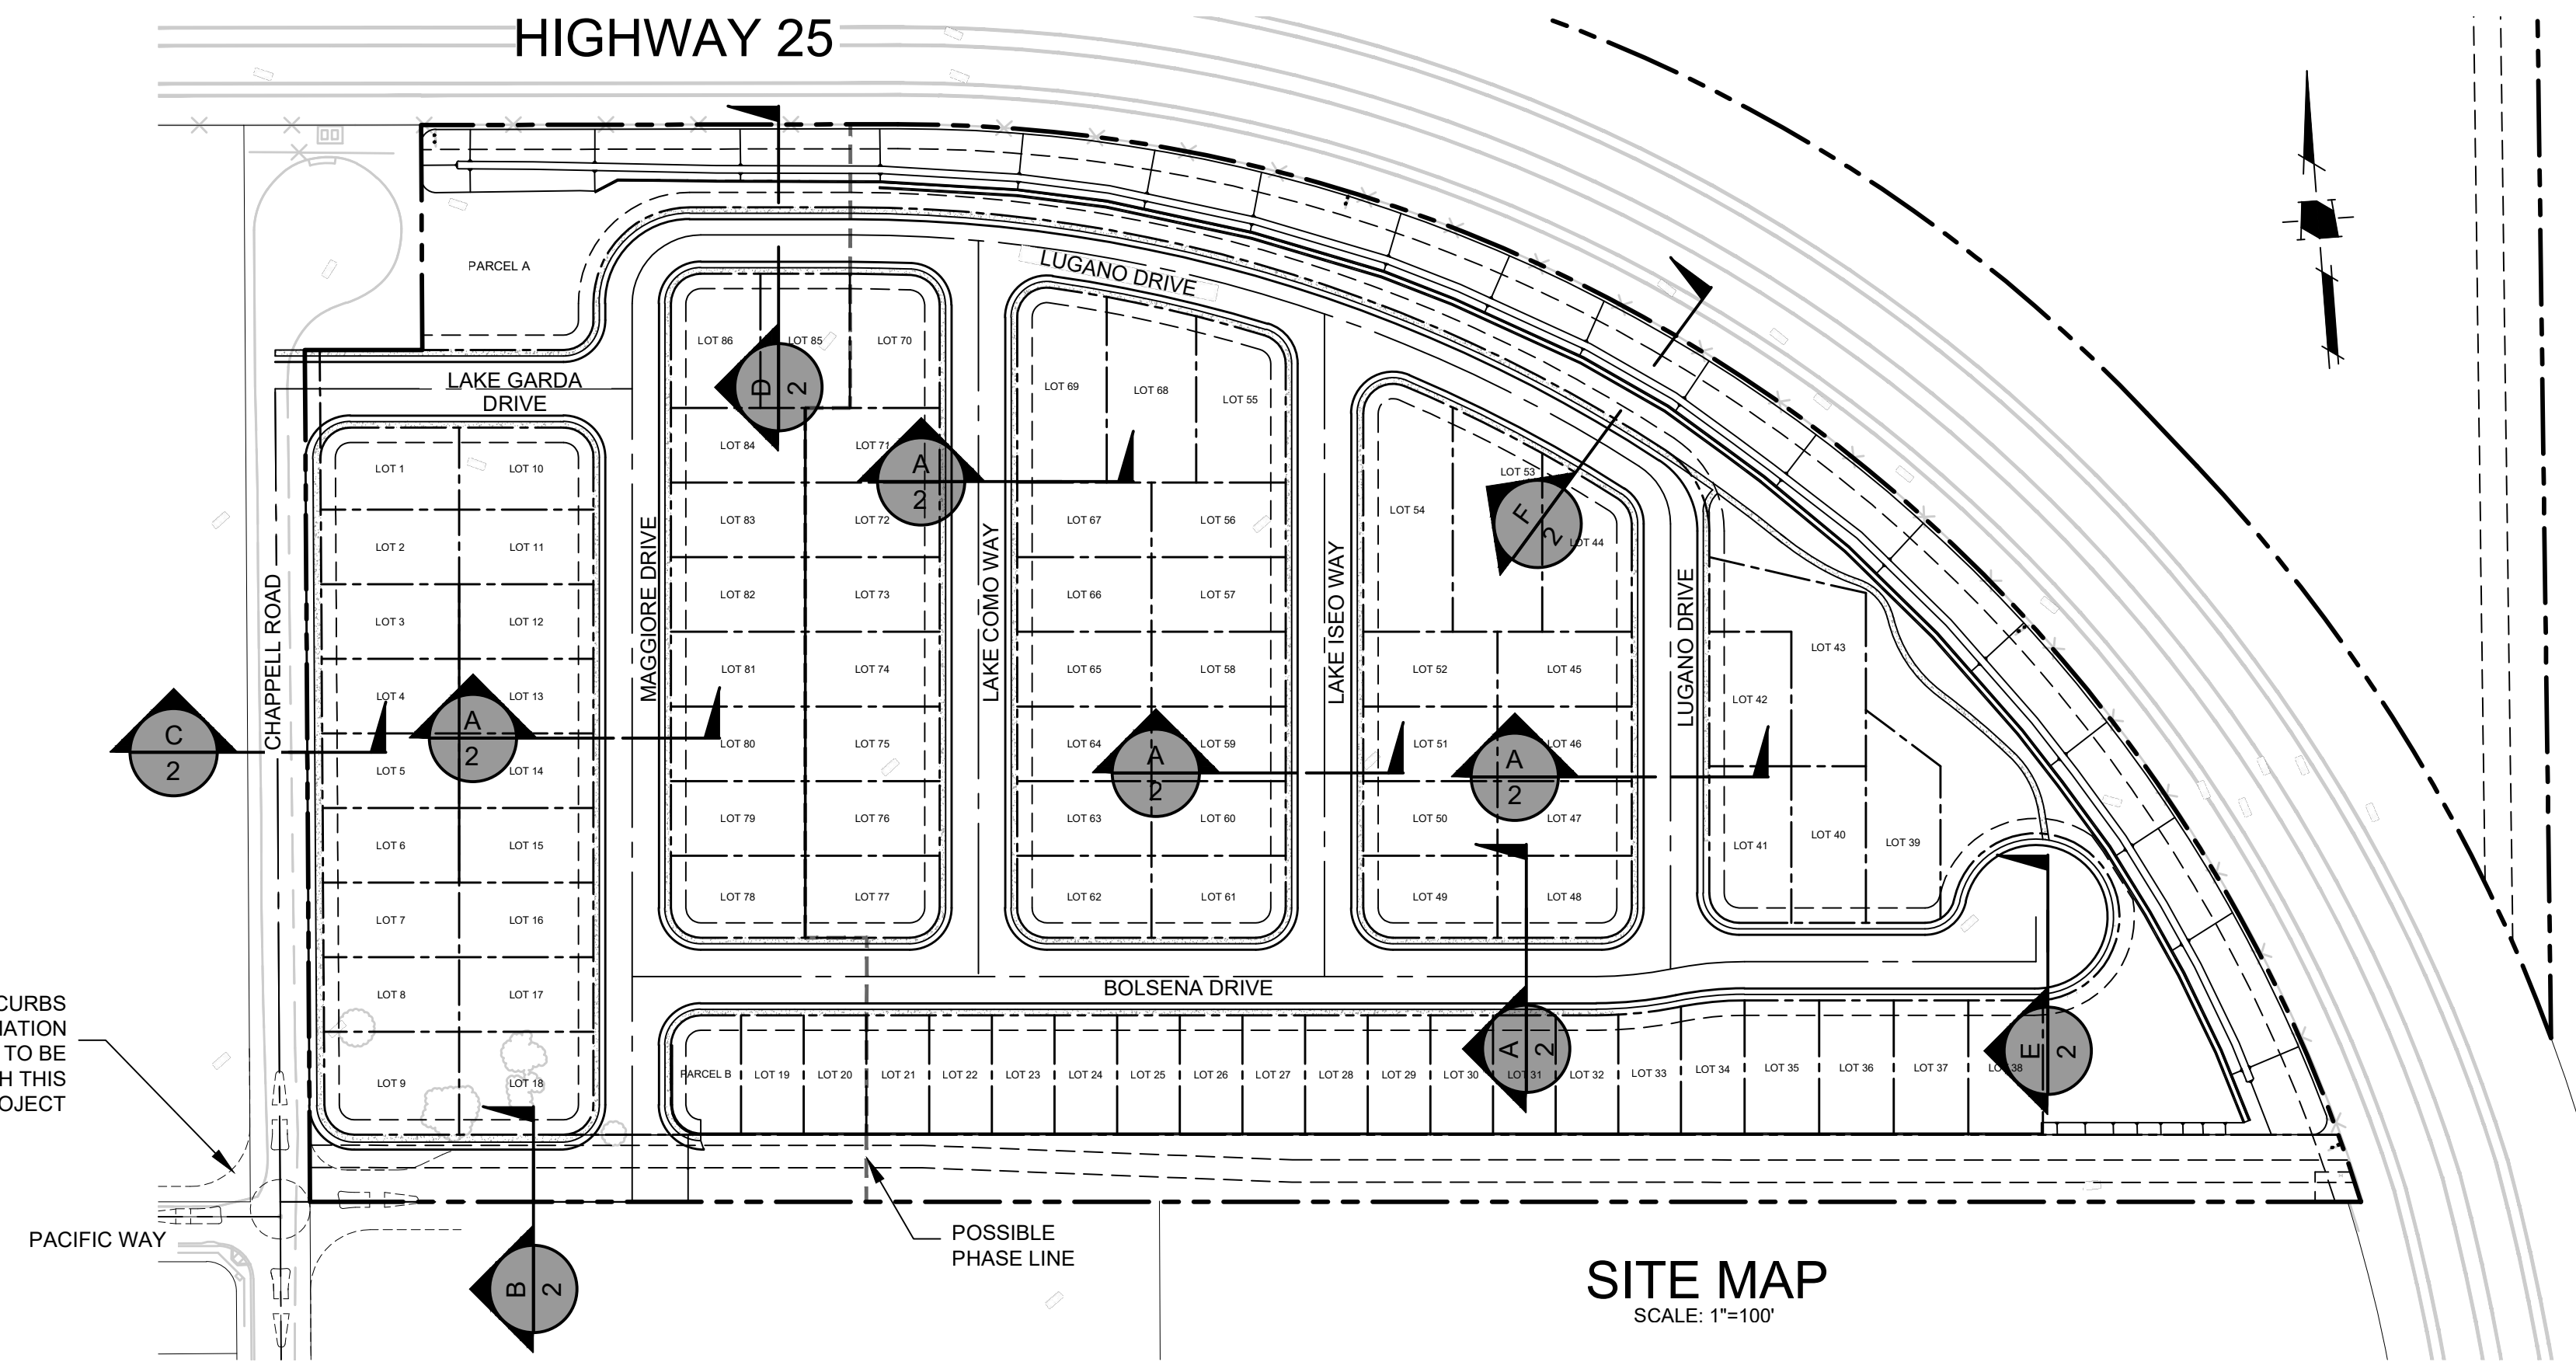 HIGHWAY 25
PARCEL A
LUGANO DRIVE
LOT 86
LOT 85
LOT 70
LAKE GARDA
DRIVE
LOT 69
LOT 68
LOT 55
D
2
LOT 84
LOT 71
A
2
LOT 1
LOT 10
LOT 53
LOT 54
F
2
LOT 44
LOT 83
LOT 72
LOT 67
LOT 56
LOT 2
LOT 11
LOT 82
LOT 73
LOT 66
LOT 57
LOT 3
LOT 12
CHAPPELL ROAD
MAGGIORE DRIVE
LAKE COMO WAY
LAKE ISEO WAY
LUGANO DRIVE
LOT 43
LOT 81
LOT 74
LOT 65
LOT 58
LOT 52
LOT 45
LOT 4
LOT 13
LOT 42
C
2
A
2
LOT 80
LOT 75
LOT 64
LOT 59
A
2
LOT 51
LOT 46
A
2
LOT 5
LOT 14
LOT 79
LOT 76
LOT 63
LOT 60
LOT 50
LOT 47
LOT 41
LOT 40
LOT 39
LOT 6
LOT 15
LOT 78
LOT 77
LOT 62
LOT 61
LOT 49
LOT 48
LOT 7
LOT 16
LOT 8
LOT 17
BOLSENA DRIVE
CURBS
TO BE
THIS
LOT 9
LOT 18
PARCEL B
LOT 19
LOT 20
LOT 21
LOT 22
LOT 23
LOT 24
LOT 25
LOT 26
LOT 27
LOT 28
LOT 29
LOT 30
LOT 31
LOT 32
LOT 33
LOT 34
LOT 35
LOT 36
LOT 37
LOT 38
A
2
E
2
PACIFIC WAY
POSSIBLE
PHASE LINE
B
2
SITE MAP
SCALE: 1"=100'